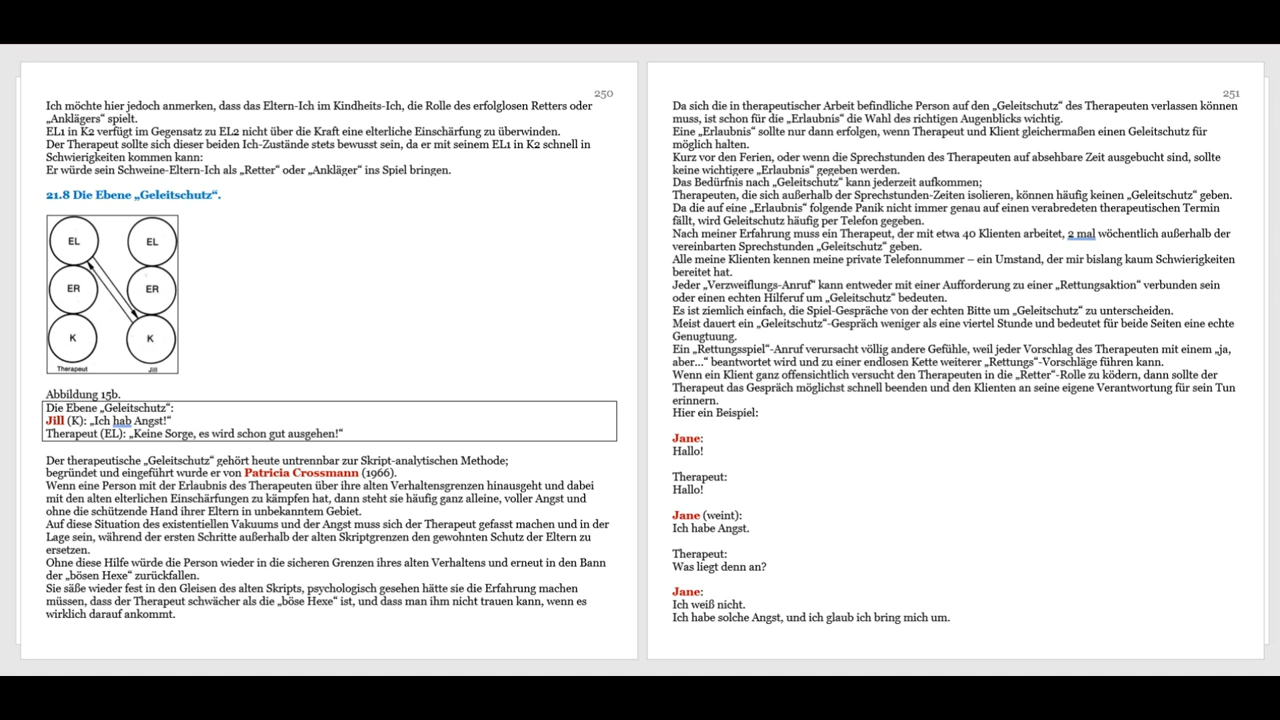 250
Ich möchte hier jedoch anmerken, dass das Eltern-Ich im Kindheits-Ich, die Rolle des erfolglosen Retters oder
„Anklägers“ spielt.
EL1 in K2 verfügt im Gegensatz zu EL2 nicht über die Kraft eine elterliche Einschärfung zu überwinden.
Der Therapeut sollte sich dieser beiden Ich-Zustände stets bewusst sein, da er mit seinem EL1 in K2 schnell in
Schwierigkeiten kommen kann:
Er würde sein Schweine-Eltern-Ich als „Retter“ oder „Ankläger“ ins Spiel bringen.
21.8 Die Ebene „Geleitschutz“.
EL EL
ER ER
K K
Therapeut Jill
Abbildung 15b.
Die Ebene „Geleitschutz“:
Jill (K): „Ich hab Angst!“
Therapeut (EL): „Keine Sorge, es wird schon gut ausgehen!“
Der therapeutische „Geleitschutz“ gehört heute untrennbar zur Skript-analytischen Methode;
begründet und eingeführt wurde er von Patricia Crossmann (1966).
Wenn eine Person mit der Erlaubnis des Therapeuten über ihre alten Verhaltensgrenzen hinausgeht und dabei
mit den alten elterlichen Einschärfungen zu kämpfen hat, dann steht sie häufig ganz alleine, voller Angst und
ohne die schützende Hand ihrer Eltern in unbekanntem Gebiet.
Auf diese Situation des existentiellen Vakuums und der Angst muss sich der Therapeut gefasst machen und in der
Lage sein, während der ersten Schritte außerhalb der alten Skriptgrenzen den gewohnten Schutz der Eltern zu
ersetzen.
Ohne diese Hilfe würde die Person wieder in die sicheren Grenzen ihres alten Verhaltens und erneut in den Bann
der „bösen Hexe“ zurückfallen.
Sie säße wieder fest in den Gleisen des alten Skripts, psychologisch gesehen hätte sie die Erfahrung machen
müssen, dass der Therapeut schwächer als die „böse Hexe“ ist, und dass man ihm nicht trauen kann, wenn es
wirklich darauf ankommt.
251
Da sich die in therapeutischer Arbeit befindliche Person auf den „Geleitschutz“ des Therapeuten verlassen können
muss, ist schon für die „Erlaubnis“ die Wahl des richtigen Augenblicks wichtig.
Eine „Erlaubnis“ sollte nur dann erfolgen, wenn Therapeut und Klient gleichermaßen einen Geleitschutz für
möglich halten.
Kurz vor den Ferien, oder wenn die Sprechstunden des Therapeuten auf absehbare Zeit ausgebucht sind, sollte
keine wichtigere „Erlaubnis“ gegeben werden.
Das Bedürfnis nach „Geleitschutz“ kann jederzeit aufkommen;
Therapeuten, die sich außerhalb der Sprechstunden-Zeiten isolieren, können häufig keinen „Geleitschutz“ geben.
Da die auf eine „Erlaubnis“ folgende Panik nicht immer genau auf einen verabredeten therapeutischen Termin
fällt, wird Geleitschutz häufig per Telefon gegeben.
Nach meiner Erfahrung muss ein Therapeut, der mit etwa 40 Klienten arbeitet, 2 mal wöchentlich außerhalb der
vereinbarten Sprechstunden „Geleitschutz“ geben.
Alle meine Klienten kennen meine private Telefonnummer – ein Umstand, der mir bislang kaum Schwierigkeiten
bereitet hat.
Jeder „Verzweiflungs-Anruf“ kann entweder mit einer Aufforderung zu einer „Rettungsaktion“ verbunden sein
oder einen echten Hilferuf um „Geleitschutz“ bedeuten.
Es ist ziemlich einfach, die Spiel-Gespräche von der echten Bitte um „Geleitschutz“ zu unterscheiden.
Meist dauert ein „Geleitschutz“-Gespräch weniger als eine viertel Stunde und bedeutet für beide Seiten eine echte
Genugtuung.
Ein „Rettungsspiel“-Anruf verursacht völlig andere Gefühle, weil jeder Vorschlag des Therapeuten mit einem „ja,
aber...“ beantwortet wird und zu einer endlosen Kette weiterer „Rettungs“-Vorschläge führen kann.
Wenn ein Klient ganz offensichtlich versucht den Therapeuten in die „Retter“-Rolle zu ködern, dann sollte der
Therapeut das Gespräch möglichst schnell beenden und den Klienten an seine eigene Verantwortung für sein Tun
erinnern.
Hier ein Beispiel:
Jane:
Hallo!
Therapeut:
Hallo!
Jane (weint):
Ich habe Angst.
Therapeut:
Was liegt denn an?
Jane:
Ich weiß nicht.
Ich habe solche Angst, und ich glaub ich bring mich um.